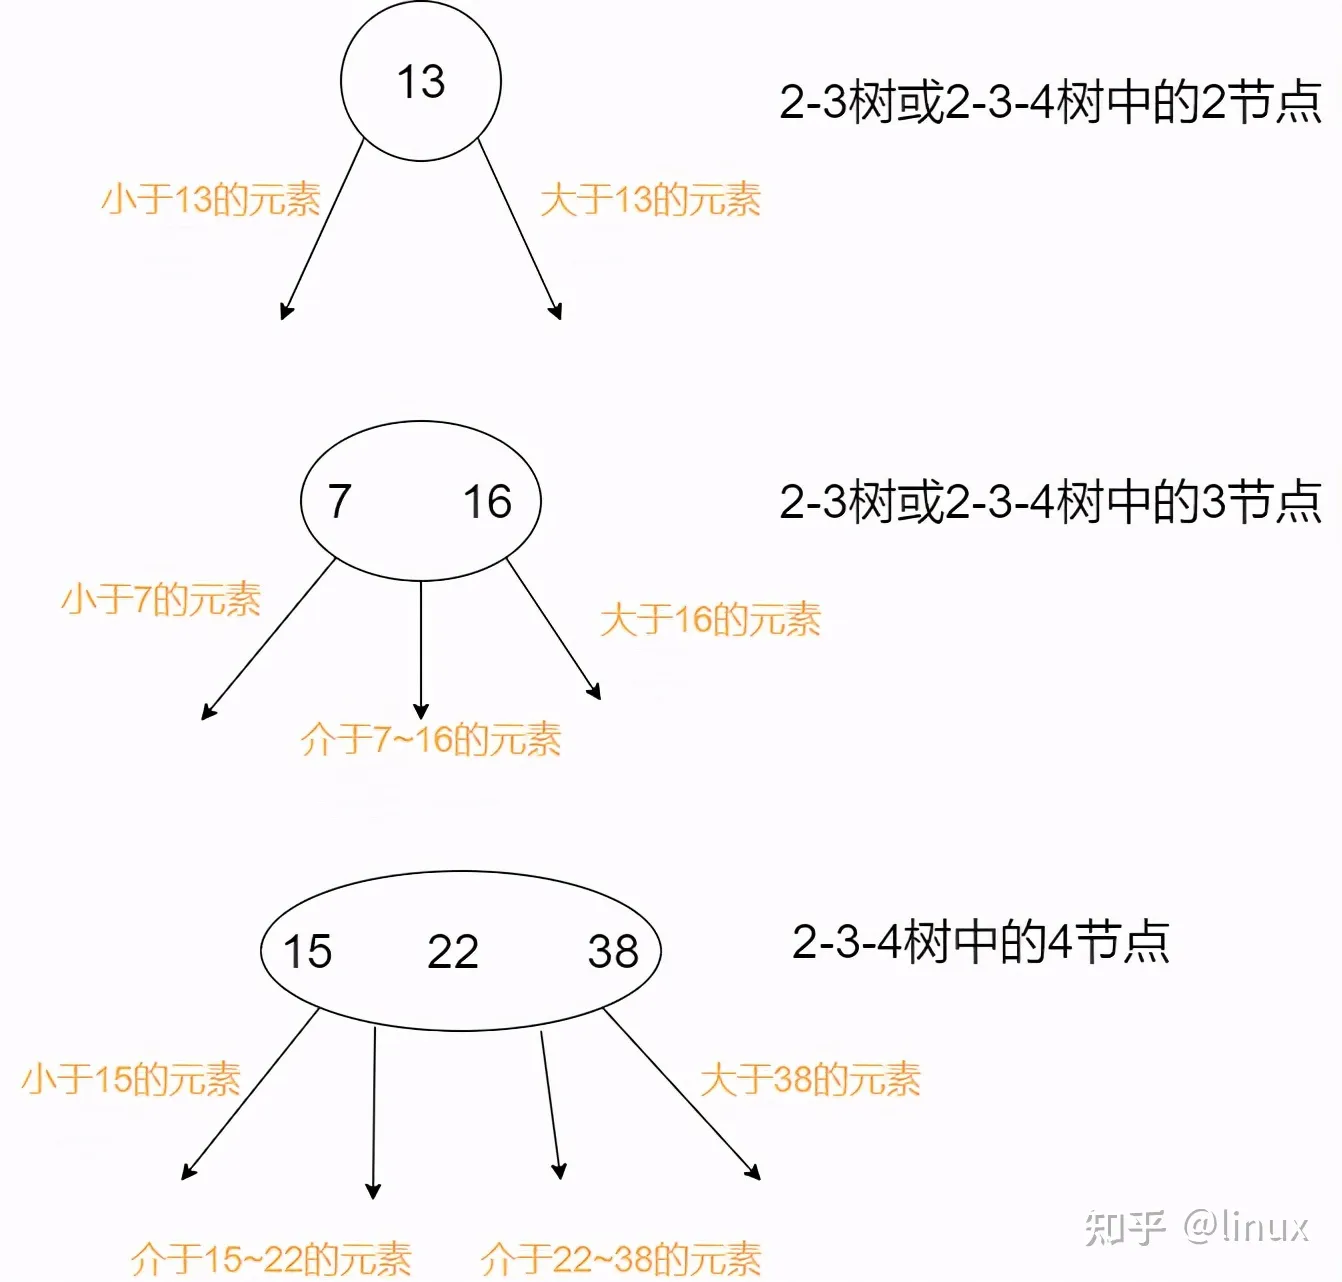 13
2-3树或2-3-4树中的2节点
小于13的元素
大于13的元素
7 16
2-3树或2-3-4树中的3节点
小于7的元素
大于16的元素
介于7~16的元素
15 22 38
2-3-4树中的4节点
小于15的元素
大于38的元素
介于15~22的元素
介于22~38的元素
知乎 @linux